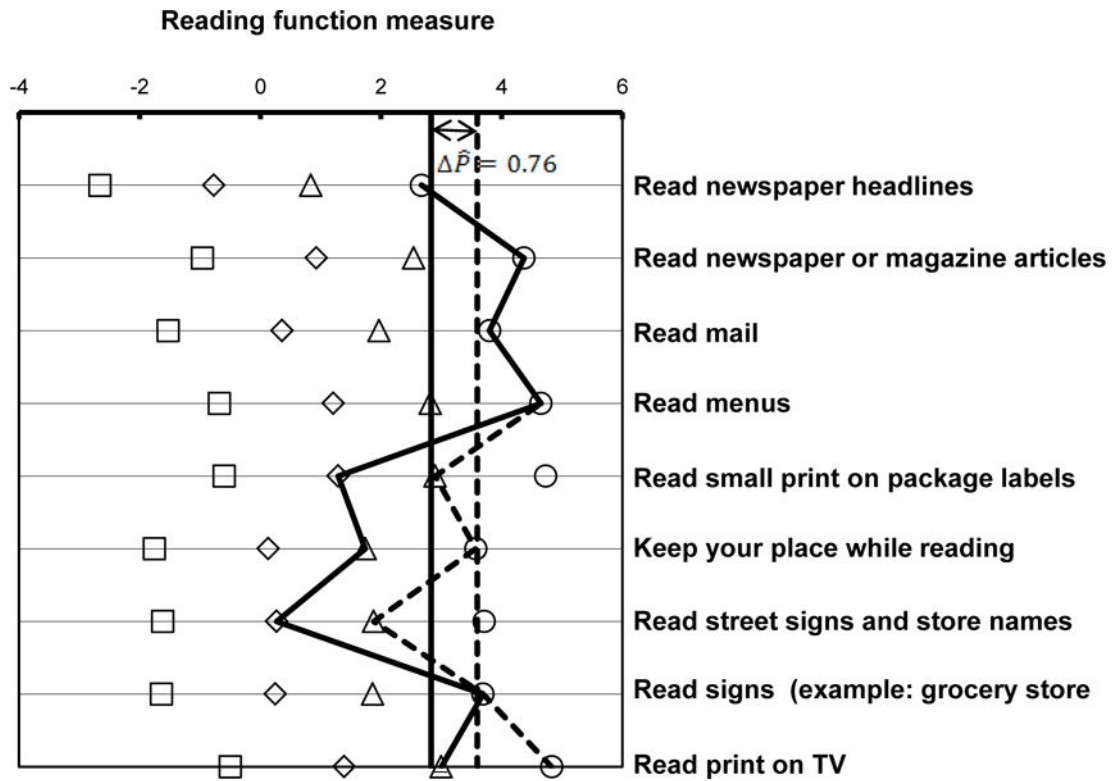 Reading function measure
-4 -2 0 2 4 6
ΔP̂ = 0.76
Read newspaper headlines
Read newspaper or magazine articles
Read mail
Read menus
Read small print on package labels
Keep your place while reading
Read street signs and store names
Read signs (example: grocery store
Read print on TV